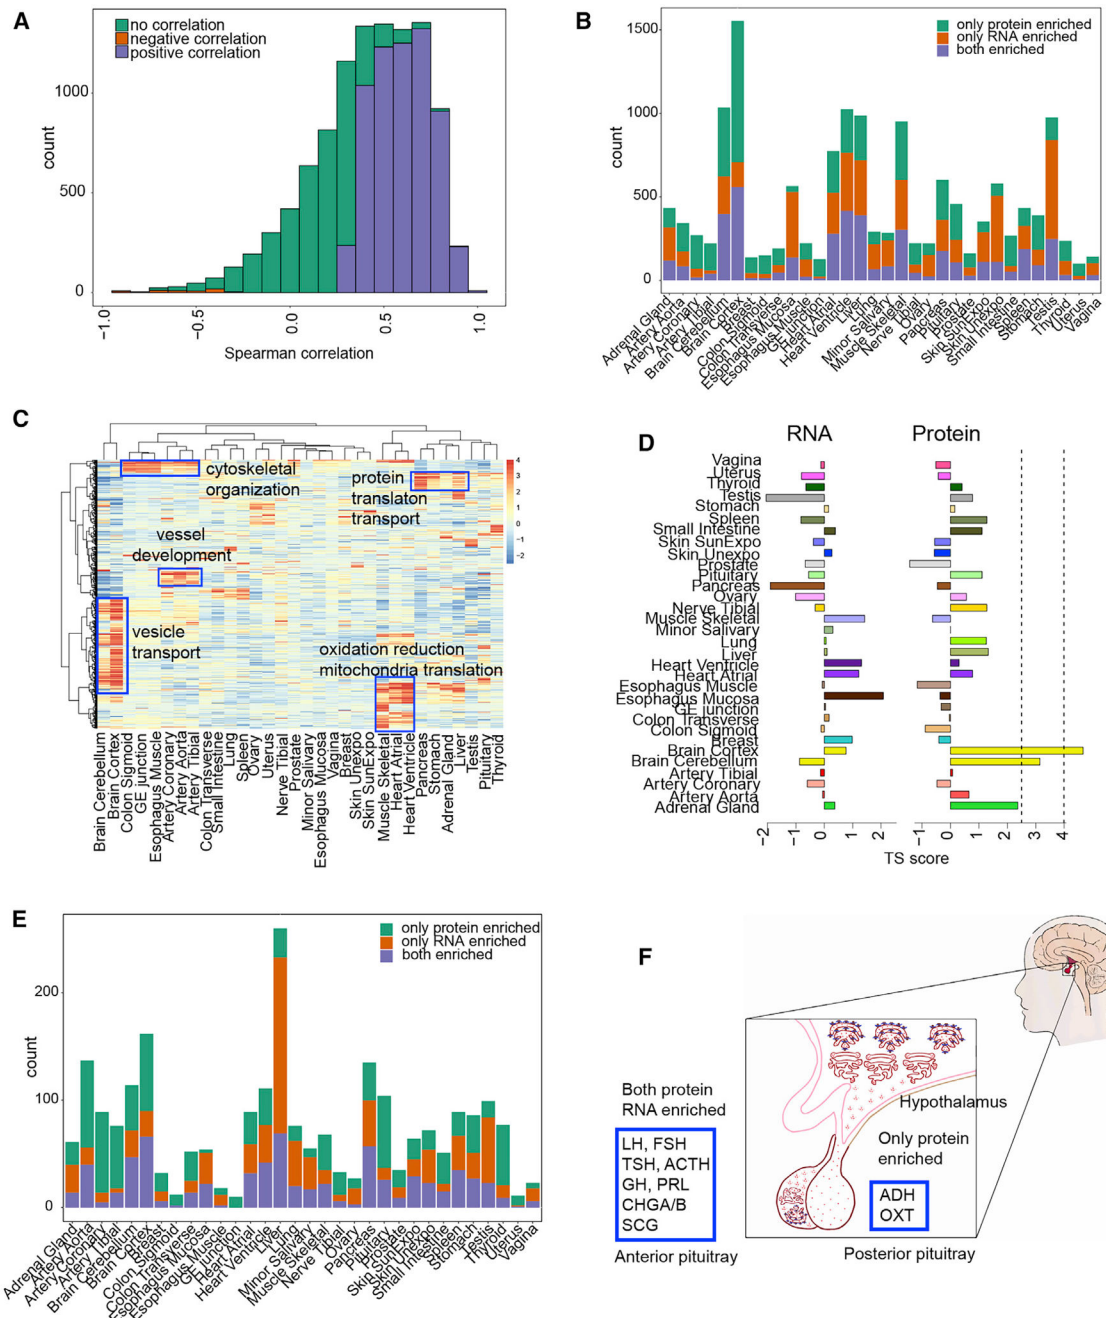 A
no correlation
negative correlation
positive correlation
count
1000
500
0
-1.0
-0.5
0.0
0.5
1.0
Spearman correlation
B
only protein enriched
only RNA enriched
both enriched
count
1500
1000
500
0
Adrenal Gland
Artery Aorta
Artery Coronary
Artery Tibial
Brain Cerebellum
Brain Cortex
Breast
Colon Sigmoid
Colon Transverse
Esophagus Mucosa
Esophagus Muscle
GE junction
Heart Atrial
Heart Ventricle
Liver
Lung
Minor Salivary
Muscle Skeletal
Nerve Tibial
Ovary
Pancreas
Pituitary
Prostate
Skin SunExpo
Skin Unexpo
Small Intestine
Spleen
Stomach
Testis
Thyroid
Uterus
Vagina
C
cytoskeletal
organization
protein
translaton
transport
vessel
development
vesicle
transport
oxidation reduction
mitochondria translation
4
3
2
1
0
−1
−2
Brain Cerebellum
Brain Cortex
Colon Sigmoid
GE junction
Esophagus Muscle
Artery Coronary
Artery Aorta
Artery Tibial
Colon Transverse
Small Intestine
Lung
Spleen
Ovary
Uterus
Nerve Tibial
Prostate
Minor Salivary
Esophagus Mucosa
Vagina
Breast
Skin Unexpo
Skin SunExpo
Muscle Skeletal
Heart Atrial
Heart Ventricle
Pancreas
Stomach
Adrenal Gland
Liver
Testis
Pituitary
Thyroid
D
RNA
Protein
Vagina
Uterus
Thyroid
Testis
Stomach
Spleen
Small Intestine
Skin SunExpo
Skin Unexpo
Prostate
Pituitary
Pancreas
Ovary
Nerve Tibial
Muscle Skeletal
Minor Salivary
Lung
Liver
Heart Ventricle
Heart Atrial
Esophagus Muscle
Esophagus Mucosa
GE junction
Colon Transverse
Colon Sigmoid
Breast
Brain Cortex
Brain Cerebellum
Artery Tibial
Artery Coronary
Artery Aorta
Adrenal Gland
−2
−1
0
1
2
−1
0
1
2
3
4
TS score
E
only protein enriched
only RNA enriched
both enriched
count
200
100
0
Adrenal Gland
Artery Aorta
Artery Coronary
Artery Tibial
Brain Cerebellum
Brain Cortex
Breast
Colon Sigmoid
Colon Transverse
Esophagus Mucosa
Esophagus Muscle
GE junction
Heart Atrial
Heart Ventricle
Liver
Lung
Minor Salivary
Muscle Skeletal
Nerve Tibial
Ovary
Pancreas
Pituitary
Prostate
Skin SunExpo
Skin Unexpo
Small Intestine
Spleen
Stomach
Testis
Thyroid
Uterus
Vagina
F
Both protein
RNA enriched
LH, FSH
TSH, ACTH
GH, PRL
CHGA/B
SCG
Anterior pituitray
Hypothalamus
Only protein
enriched
ADH
OXT
Posterior pituitray